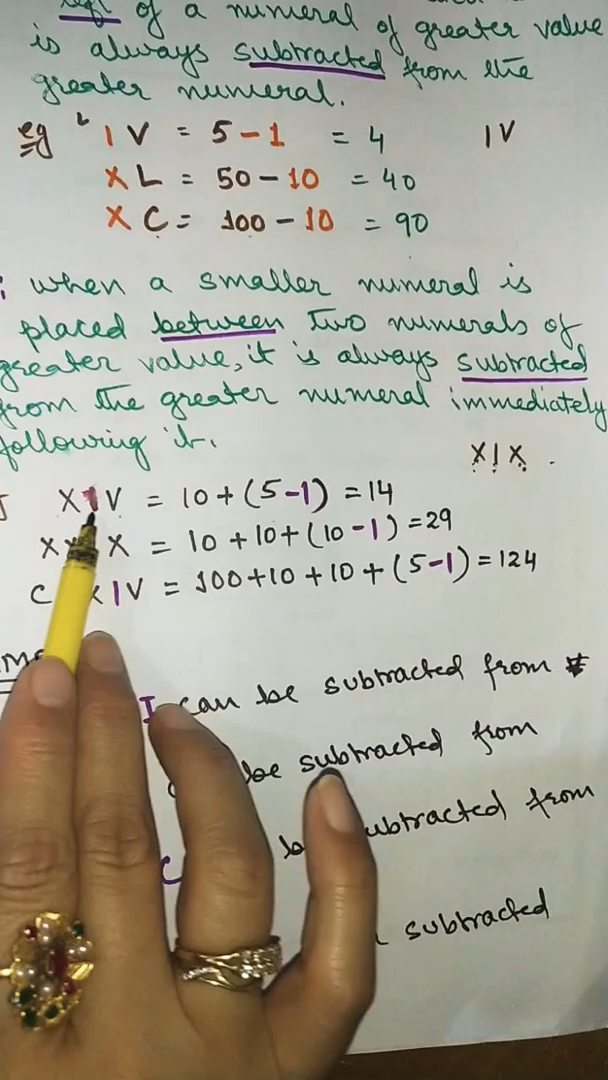 of a numeral of greater value
is always subtracted from the
greater numeral.
eg IV = 5-1 = 4 IV
XL = 50-10 = 40
XC = 100-10 = 90
when a smaller numeral is
placed between two numerals of
greater value, it is always subtracted
from the greater numeral immediately
following it.
XIX.
XIV = 10+(5-1) = 14
X X = 10+10+(10-1) = 29
C IV = 100+10+10+(5-1) = 124
I can be subtracted from
be subtracted from
C subtracted from
subtracted